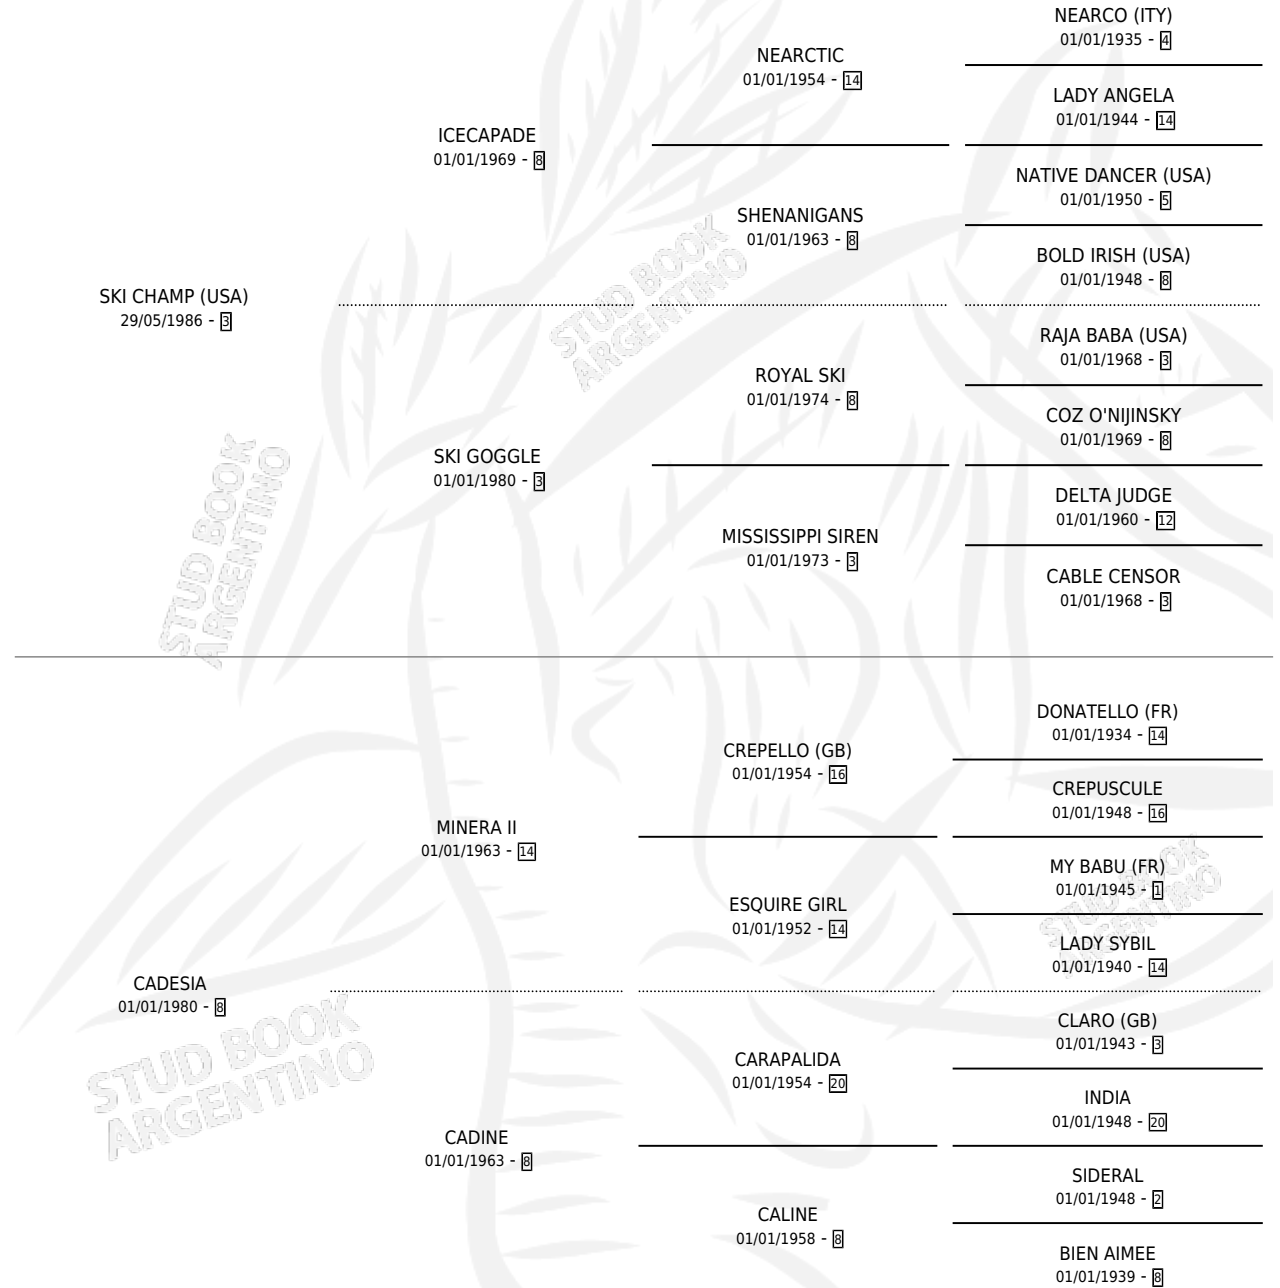 NEARCO (ITY)
01/01/1935 - 4
NEARCTIC
01/01/1954 - 14
LADY ANGELA
01/01/1944 - 14
ICECAPADE
01/01/1969 - 8
NATIVE DANCER (USA)
01/01/1950 - 5
SHENANIGANS
01/01/1963 - 8
BOLD IRISH (USA)
01/01/1948 - 8
SKI CHAMP (USA)
29/05/1986 - 3
STUD BOOK
ARGENTINO
RAJA BABA (USA)
01/01/1968 - 3
ROYAL SKI
01/01/1974 - 8
COZ O'NIJINSKY
01/01/1969 - 8
SKI GOGGLE
01/01/1980 - 3
DELTA JUDGE
01/01/1960 - 12
MISSISSIPPI SIREN
01/01/1973 - 3
CABLE CENSOR
01/01/1968 - 3
STUD BOOK
ARGENTINO
DONATELLO (FR)
01/01/1934 - 14
CREPELLO (GB)
01/01/1954 - 16
CREPUSCULE
01/01/1948 - 16
MINERA II
01/01/1963 - 14
MY BABU (FR)
01/01/1945 - 1
ESQUIRE GIRL
01/01/1952 - 14
STUD BOOK
ARGENTINO
LADY SYBIL
01/01/1940 - 14
CADESIA
01/01/1980 - 8
CLARO (GB)
01/01/1943 - 3
CARAPALIDA
01/01/1954 - 20
INDIA
01/01/1948 - 20
STUD BOOK
ARGENTINO
CADINE
01/01/1963 - 8
SIDERAL
01/01/1948 - 2
CALINE
01/01/1958 - 8
BIEN AIMEE
01/01/1939 - 8